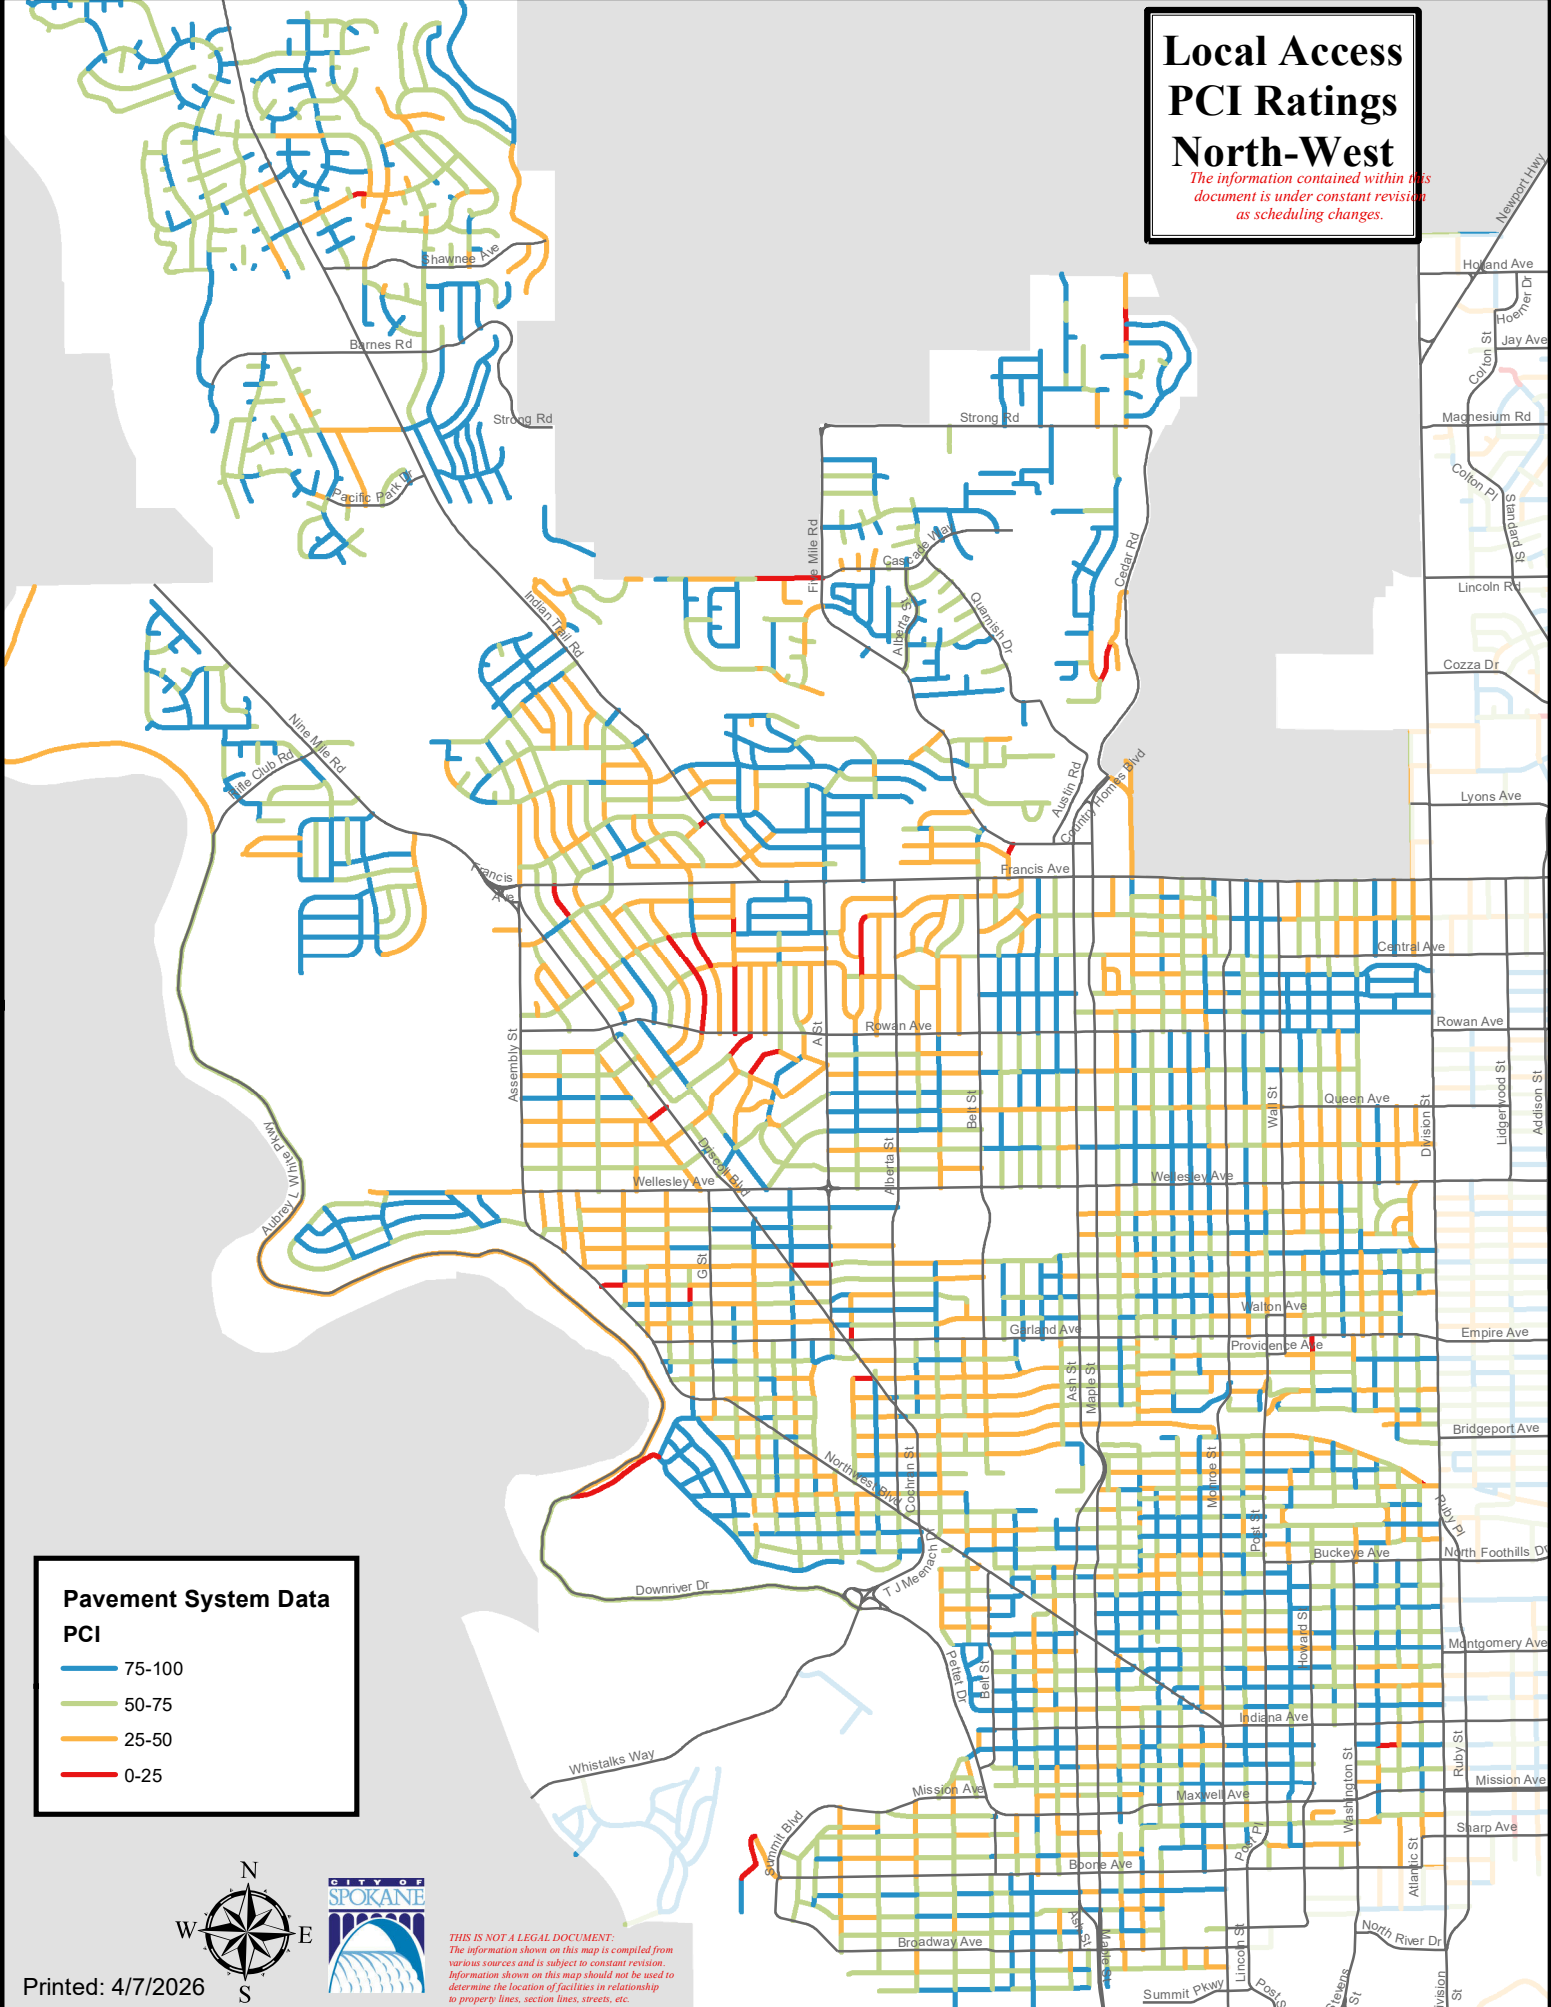 Local Access
PCI Ratings
North-West
The information contained within this
document is under constant revision
as scheduling changes.
Newport Hwy
Holland Ave
Hoerner Dr
Colton St
Jay Ave
Shawnee Ave
Barnes Rd
Strong Rd
Strong Rd
Magnesium Rd
Colton Pl
Standard St
Pacific Park Dr
Five Mile Rd
Cascade Way
Cedar Rd
Lincoln Rd
Indian Trail Rd
Alberta St
Quamish Dr
Cozza Dr
Nine Mile Rd
Rifle Club Rd
Austin Rd
Country Homes Blvd
Lyons Ave
Francis
Ave
Francis Ave
Central Ave
Rowan Ave
Rowan Ave
A St
Assembly St
Belt St
Wall St
Queen Ave
Division St
Lidgerwood St
Addison St
Aubrey L White Pkwy
Driscoll Blvd
Alberta St
Wellesley Ave
Wellesley Ave
G St
Walton Ave
Garland Ave
Providence Ave
Empire Ave
Ash St
Maple St
Bridgeport Ave
Northwest Blvd
Cochran St
Monroe St
Post St
Ruby Pl
Buckeye Ave
North Foothills D
T J Meenach Dr
Downriver Dr
Howard S
Montgomery Ave
Pettet Dr
Belt St
Indiana Ave
Whistalks Way
Washington St
Ruby St
Mission Ave
Mission Ave
Maxwell Ave
Summit Blvd
Post Pl
Sharp Ave
Boone Ave
Atlantic St
Ash St
Maple St
Broadway Ave
Lincoln St
North River Dr
Summit Pkwy
Post S
Stevens
St
ivision
St
Pavement System Data
PCI
75-100
50-75
25-50
0-25
N
W
E
S
CITY OF
SPOKANE
THIS IS NOT A LEGAL DOCUMENT:
The information shown on this map is compiled from
various sources and is subject to constant revision.
Information shown on this map should not be used to
determine the location of facilities in relationship
to property lines, section lines, streets, etc.
Printed: 4/7/2026